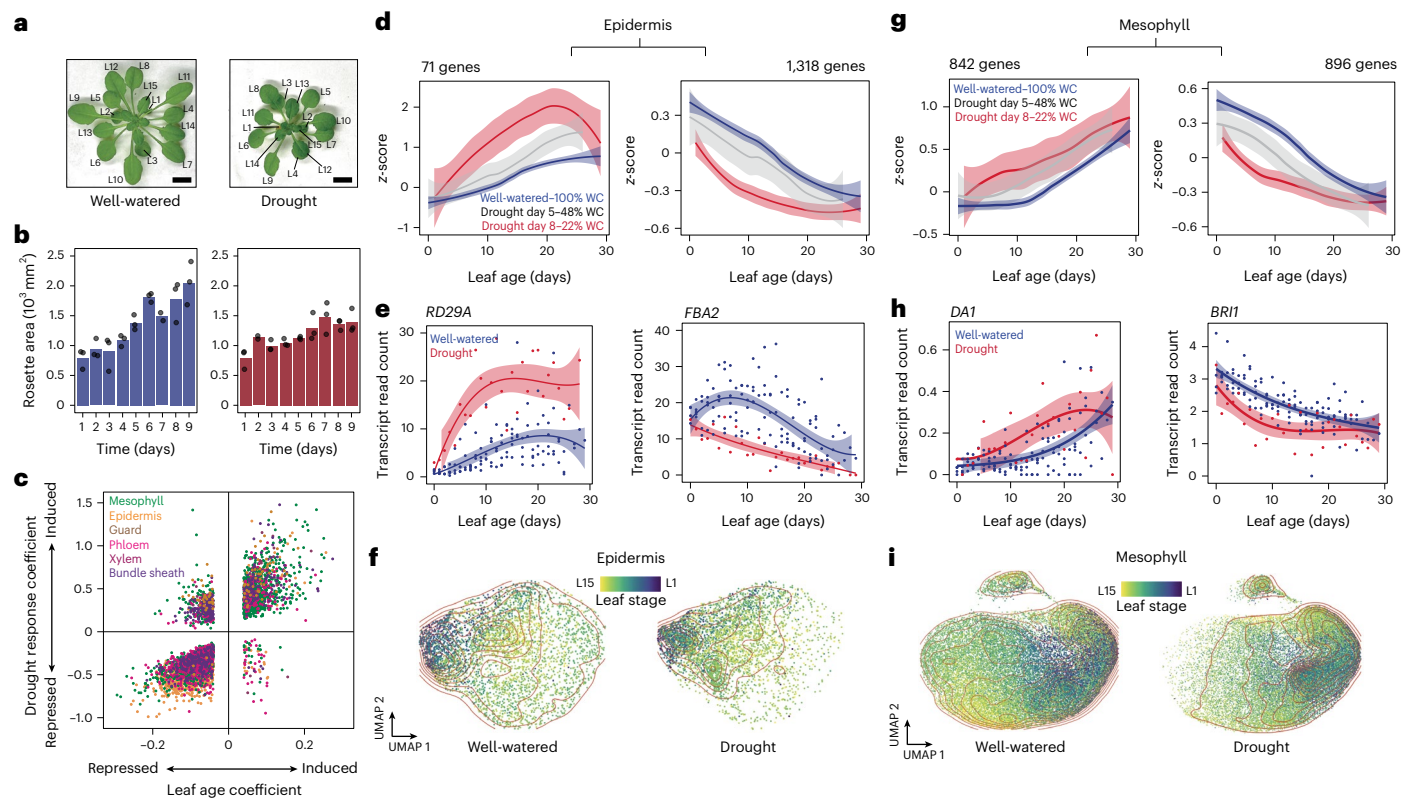 a
L12
L8
L15
L11
L9
L5
L1
L2
L4
L13
L14
L6
L3
L7
L10
Well-watered
L3
L13
L8
L5
L11
L2
L10
L1
L6
L15
L7
L14
L12
L9
L4
Drought
b
Rosette area (10³ mm²)
2.5
2.0
1.5
1.0
0.5
0
1 2 3 4 5 6 7 8 9
Time (days)
2.5
2.0
1.5
1.0
0.5
0
1 2 3 4 5 6 7 8 9
Time (days)
c
Drought response coefficient
Repressed
Induced
1.5
1.0
0.5
0
–0.5
–1.0
Mesophyll
Epidermis
Guard
Phloem
Xylem
Bundle sheath
–0.2
0
0.2
Repressed
Induced
Leaf age coefficient
d
Epidermis
71 genes
z-score
2
1
0
–1
Well-watered–100% WC
Drought day 5–48% WC
Drought day 8–22% WC
0 10 20 30
Leaf age (days)
1,318 genes
z-score
0.3
0
–0.3
–0.6
0 10 20 30
Leaf age (days)
e
RD29A
Transcript read count
30
20
10
0
Well-watered
Drought
0 10 20 30
Leaf age (days)
FBA2
Transcript read count
40
30
20
10
0
0 10 20 30
Leaf age (days)
f
Epidermis
L15
L1
Leaf stage
UMAP 2
UMAP 1
Well-watered
Drought
g
Mesophyll
842 genes
z-score
1.0
0.5
0
–0.5
Well-watered–100% WC
Drought day 5–48% WC
Drought day 8–22% WC
0 10 20 30
Leaf age (days)
896 genes
z-score
0.6
0.3
0
–0.3
–0.6
0 10 20 30
Leaf age (days)
h
DA1
Transcript read count
0.6
0.4
0.2
0
Well-watered
Drought
0 10 20 30
Leaf age (days)
BRI1
Transcript read count
4
3
2
1
0
0 10 20 30
Leaf age (days)
i
Mesophyll
L15
L1
Leaf stage
UMAP 2
UMAP 1
Well-watered
Drought